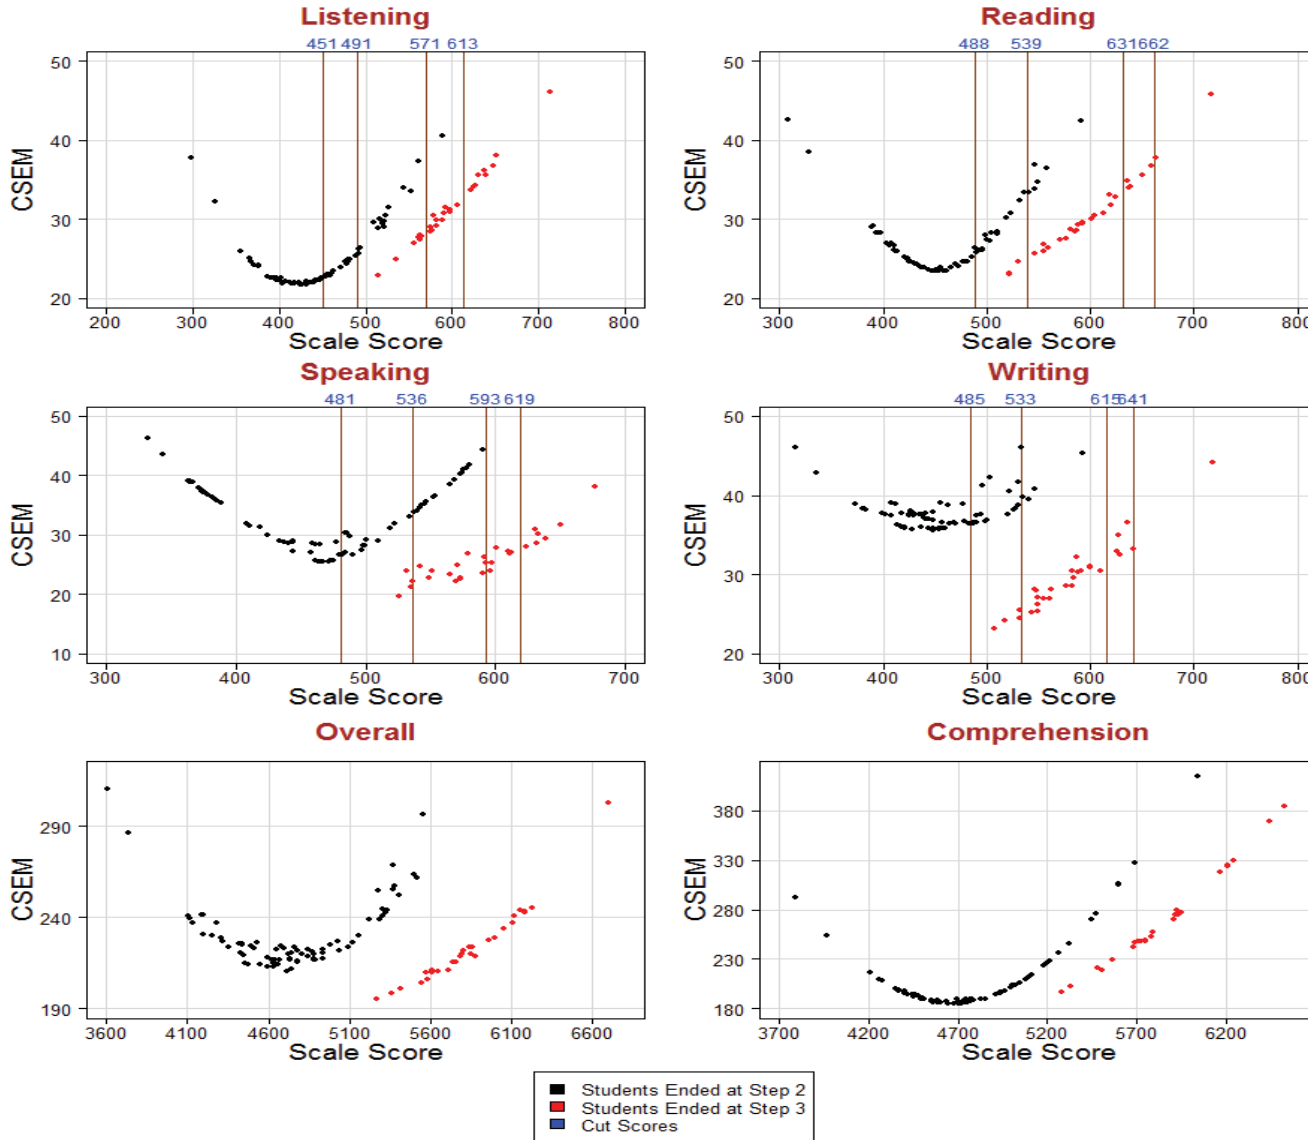 Listening
451 491 571 613
50
40
30
20
CSEM
200 300 400 500 600 700 800
Scale Score
Reading
488 539 631 662
50
40
30
20
CSEM
300 400 500 600 700 800
Scale Score
Speaking
481 536 593 619
50
40
30
20
10
CSEM
300 400 500 600 700
Scale Score
Writing
485 533 615 641
50
40
30
20
CSEM
300 400 500 600 700 800
Scale Score
Overall
290
240
190
CSEM
3600 4100 4600 5100 5600 6100 6600
Scale Score
Comprehension
380
330
280
230
180
CSEM
3700 4200 4700 5200 5700 6200
Scale Score
Students Ended at Step 2
Students Ended at Step 3
Cut Scores